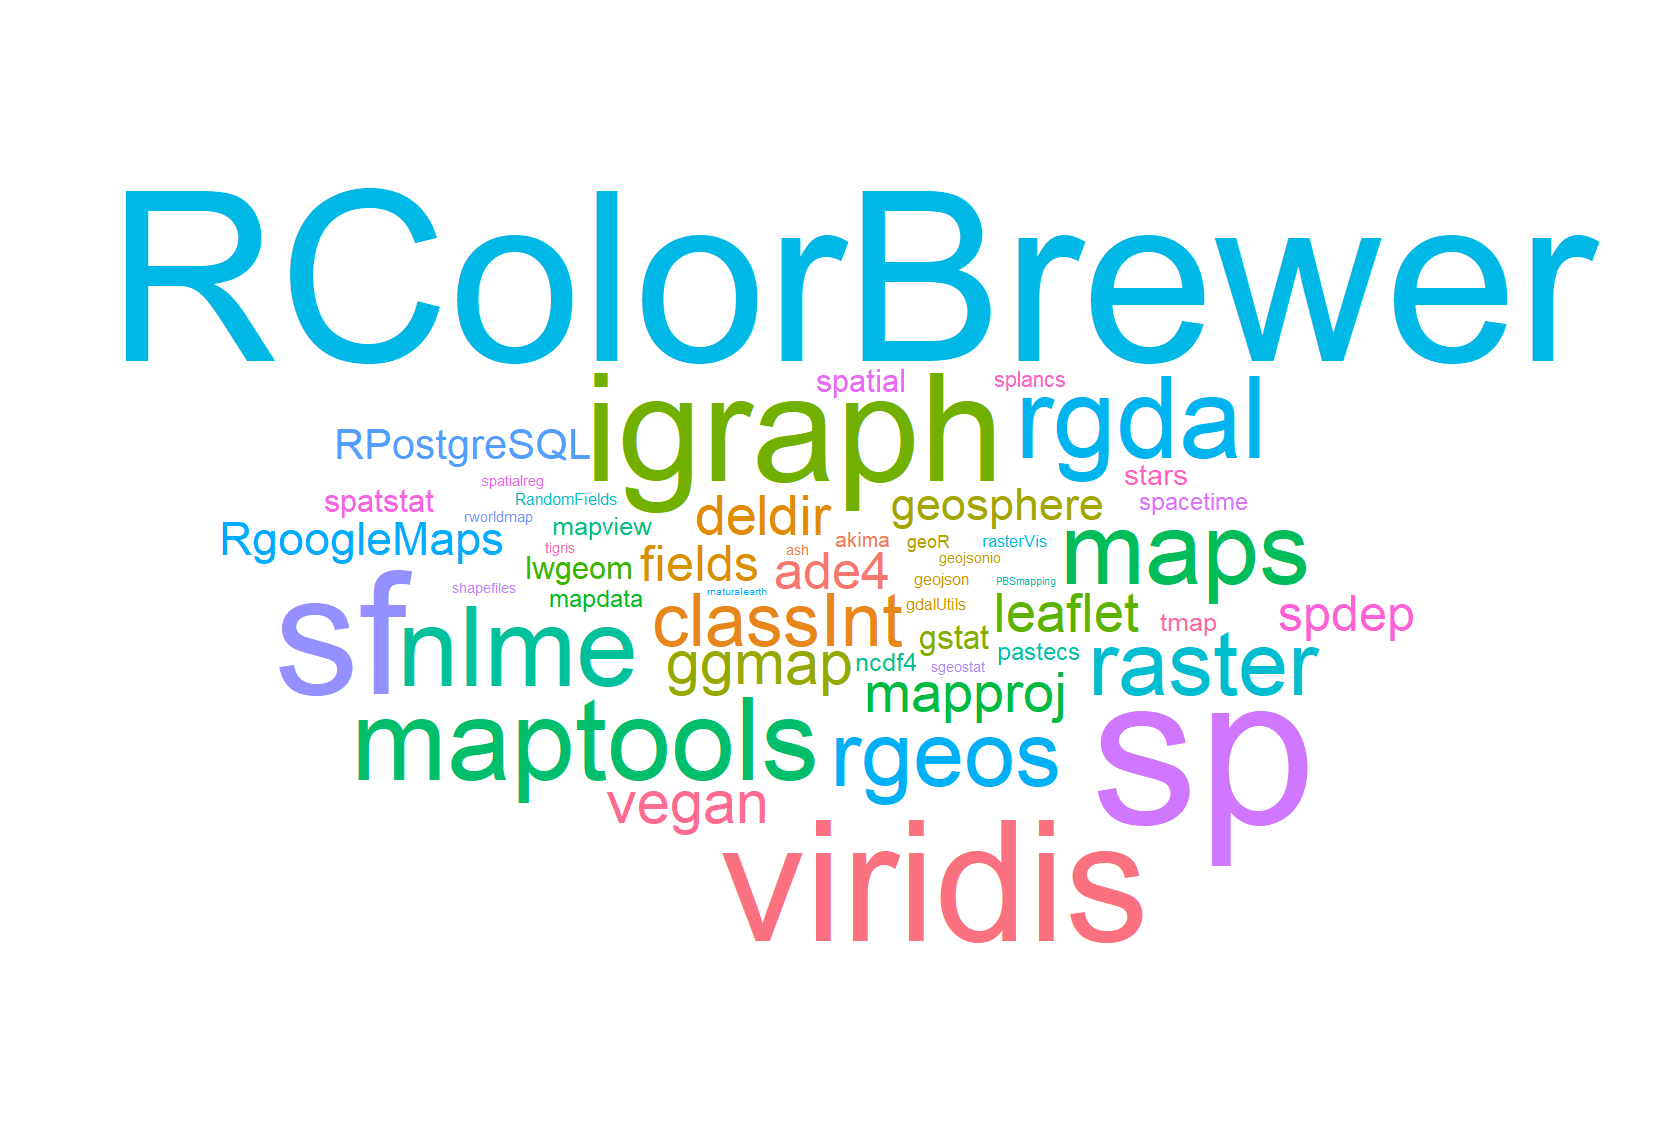 RColorBrewer
spatial
splancs
igraph
rgdal
RPostgreSQL
stars
spatialreg
spatstat
RandomFields
deldir
geosphere
spacetime
rworldmap
mapview
RgoogleMaps
akima
geoR
rasterVis
maps
tigris
ash
geojsonio
lwgeom
fields
ade4
geojson
PBSmapping
shapefiles
mapdata
rnaturalearth
gdalUtils
sf
nlme
classInt
leaflet
tmap
spdep
gstat
ggmap
ncdf4
sgeostat
pastecs
raster
mapproj
maptools
rgeos
sp
vegan
viridis